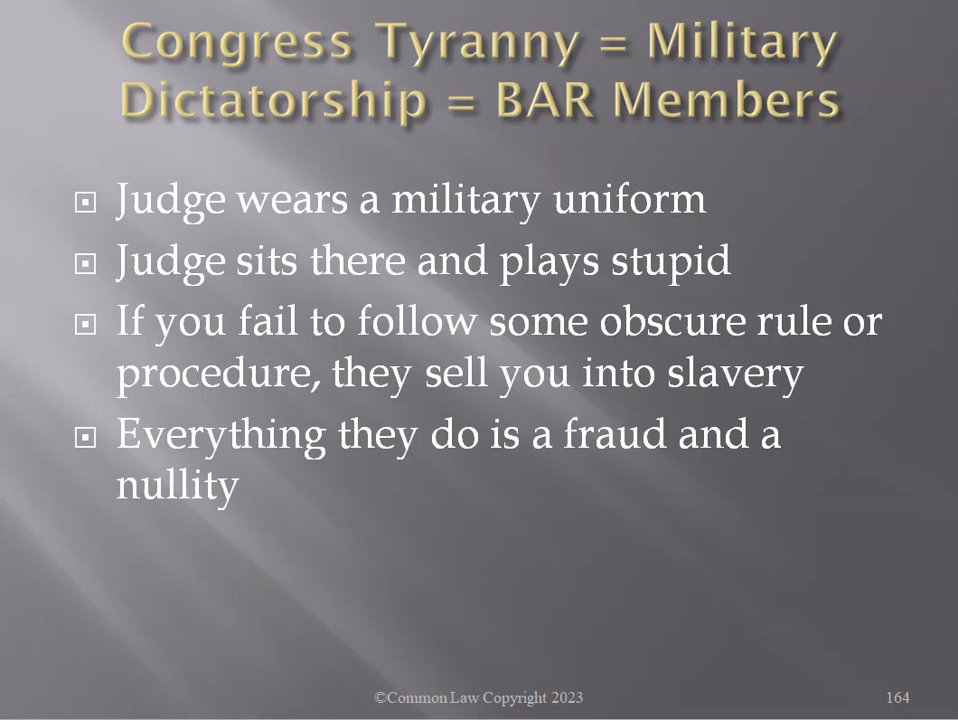 Congress Tyranny = Military
Dictatorship = BAR Members
Judge wears a military uniform
Judge sits there and plays stupid
If you fail to follow some obscure rule or
procedure, they sell you into slavery
Everything they do is a fraud and a
nullity
©Common Law Copyright 2023
164